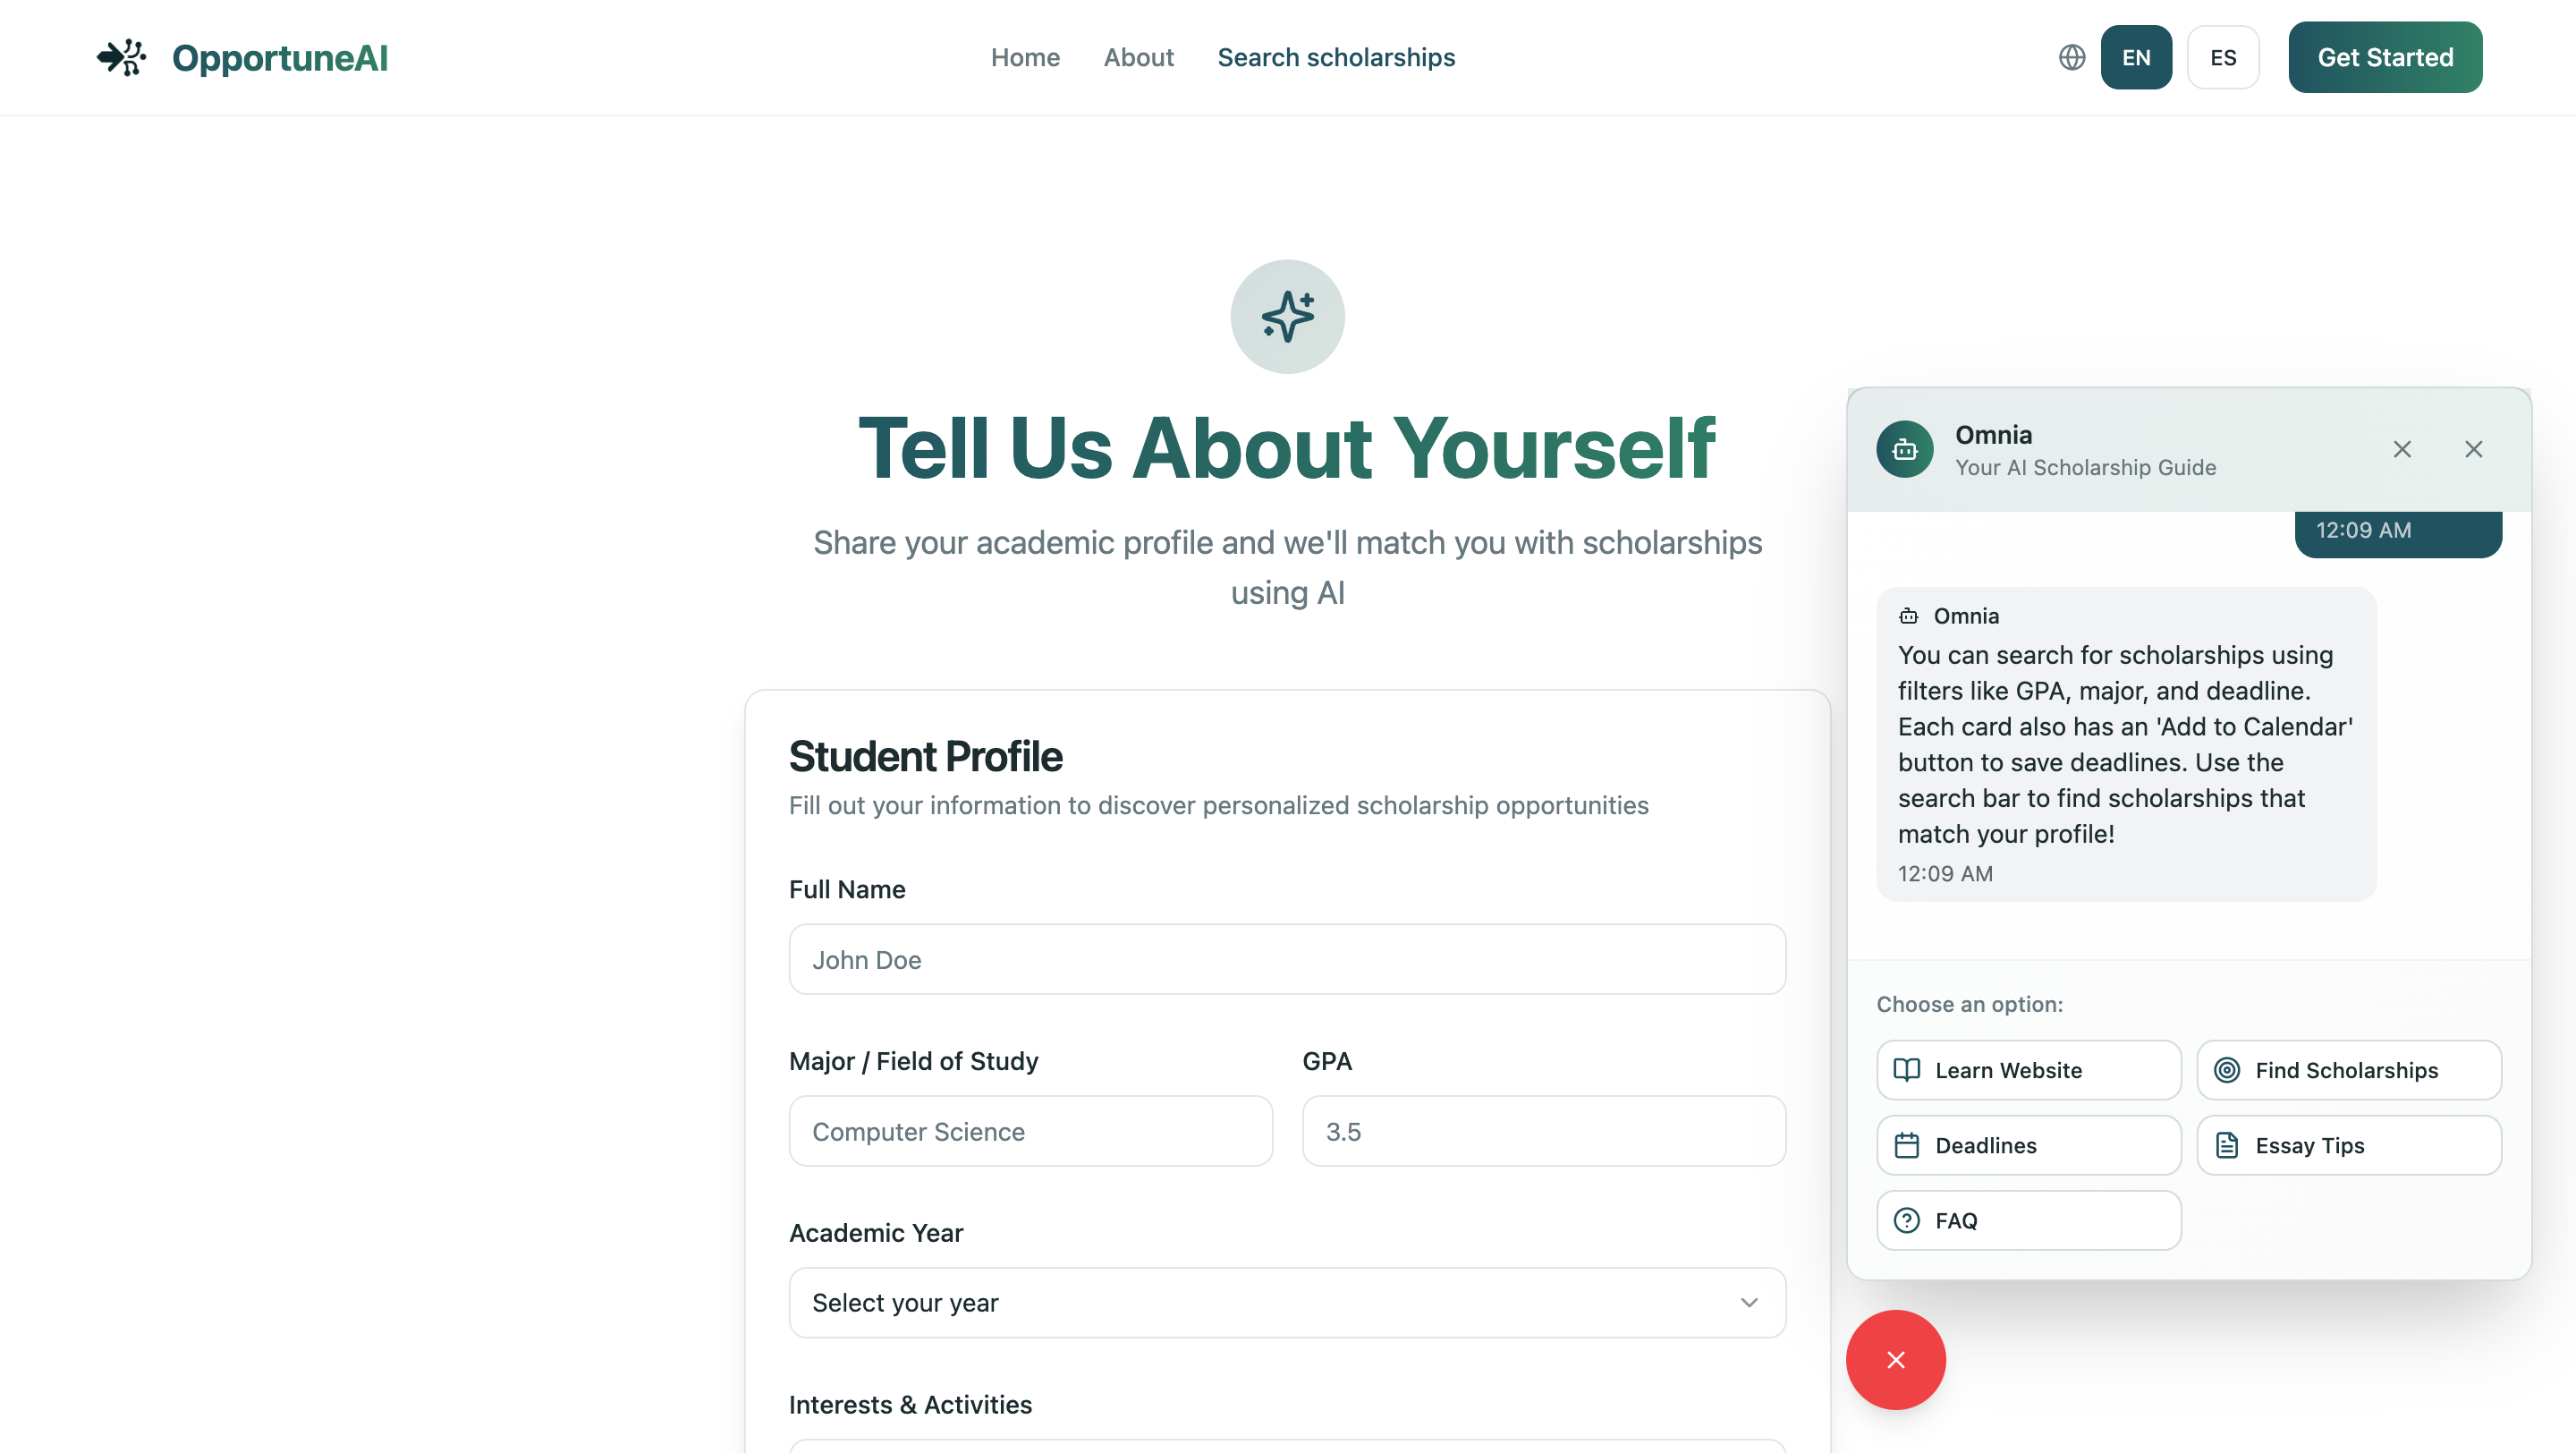 OpportuneAI
Home
About
Search scholarships
EN
ES
Get Started
Tell Us About Yourself
Share your academic profile and we'll match you with scholarships
using AI
Student Profile
Fill out your information to discover personalized scholarship opportunities
Full Name
John Doe
Major / Field of Study
GPA
Computer Science
3.5
Academic Year
Select your year
Interests & Activities
Omnia
Your AI Scholarship Guide
12:09 AM
Omnia
You can search for scholarships using
filters like GPA, major, and deadline.
Each card also has an 'Add to Calendar'
button to save deadlines. Use the
search bar to find scholarships that
match your profile!
12:09 AM
Choose an option:
Learn Website
Find Scholarships
Deadlines
Essay Tips
FAQ